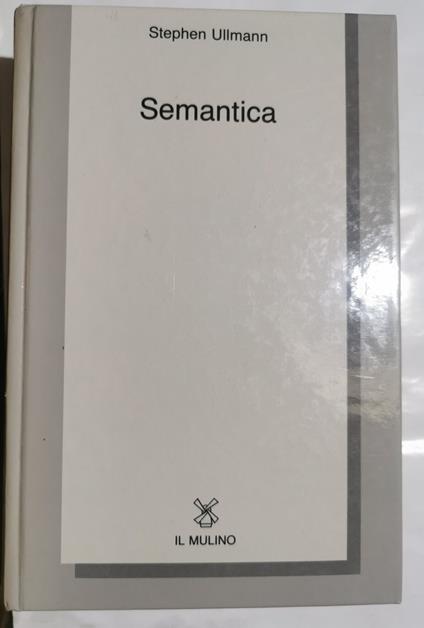 Stephen Ullmann
Semantica
IL MULINO